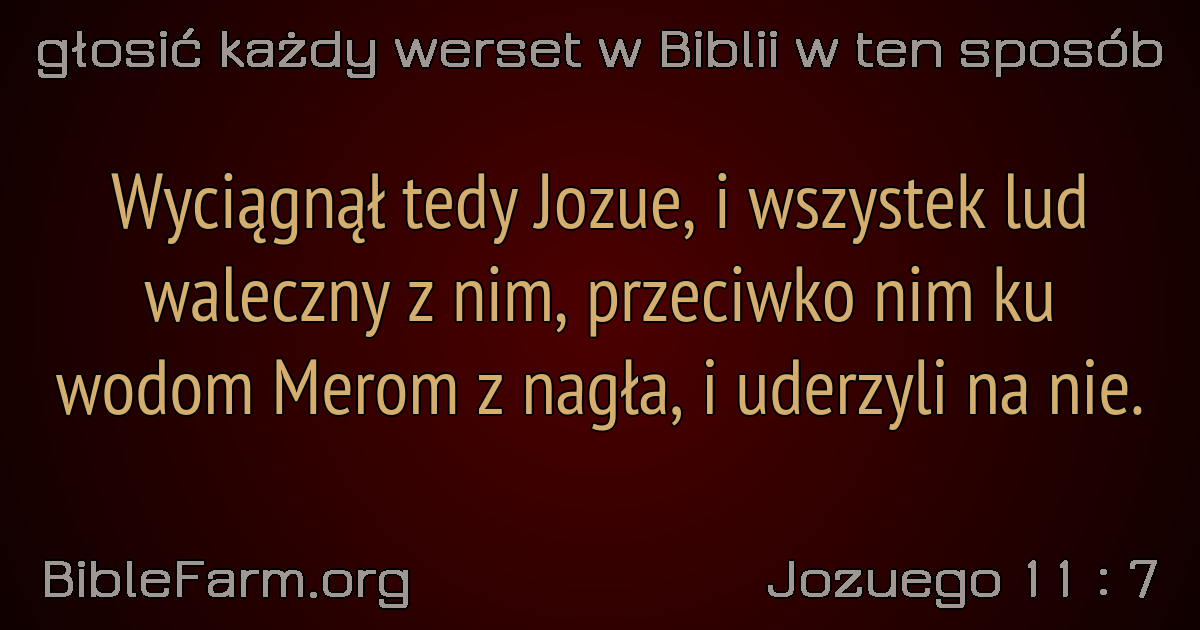 głosić każdy werset w Biblii w ten sposób
Wyciągnął tedy Jozue, i wszystek lud
waleczny z nim, przeciwko nim ku
wodom Merom z nagła, i uderzyli na nie.
BibleFarm.org
Jozuego 11 : 7